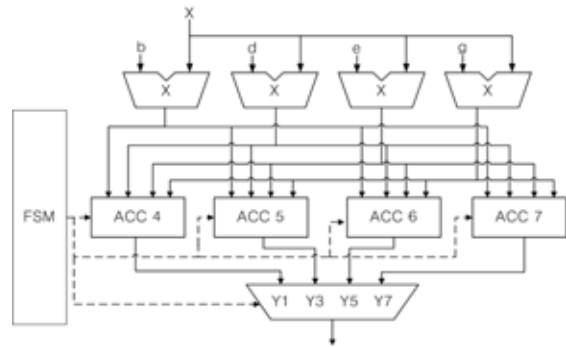 X
b d e g
X X X X
FSM ACC 4 ACC 5 ACC 6 ACC 7
Y1 Y3 Y5 Y7